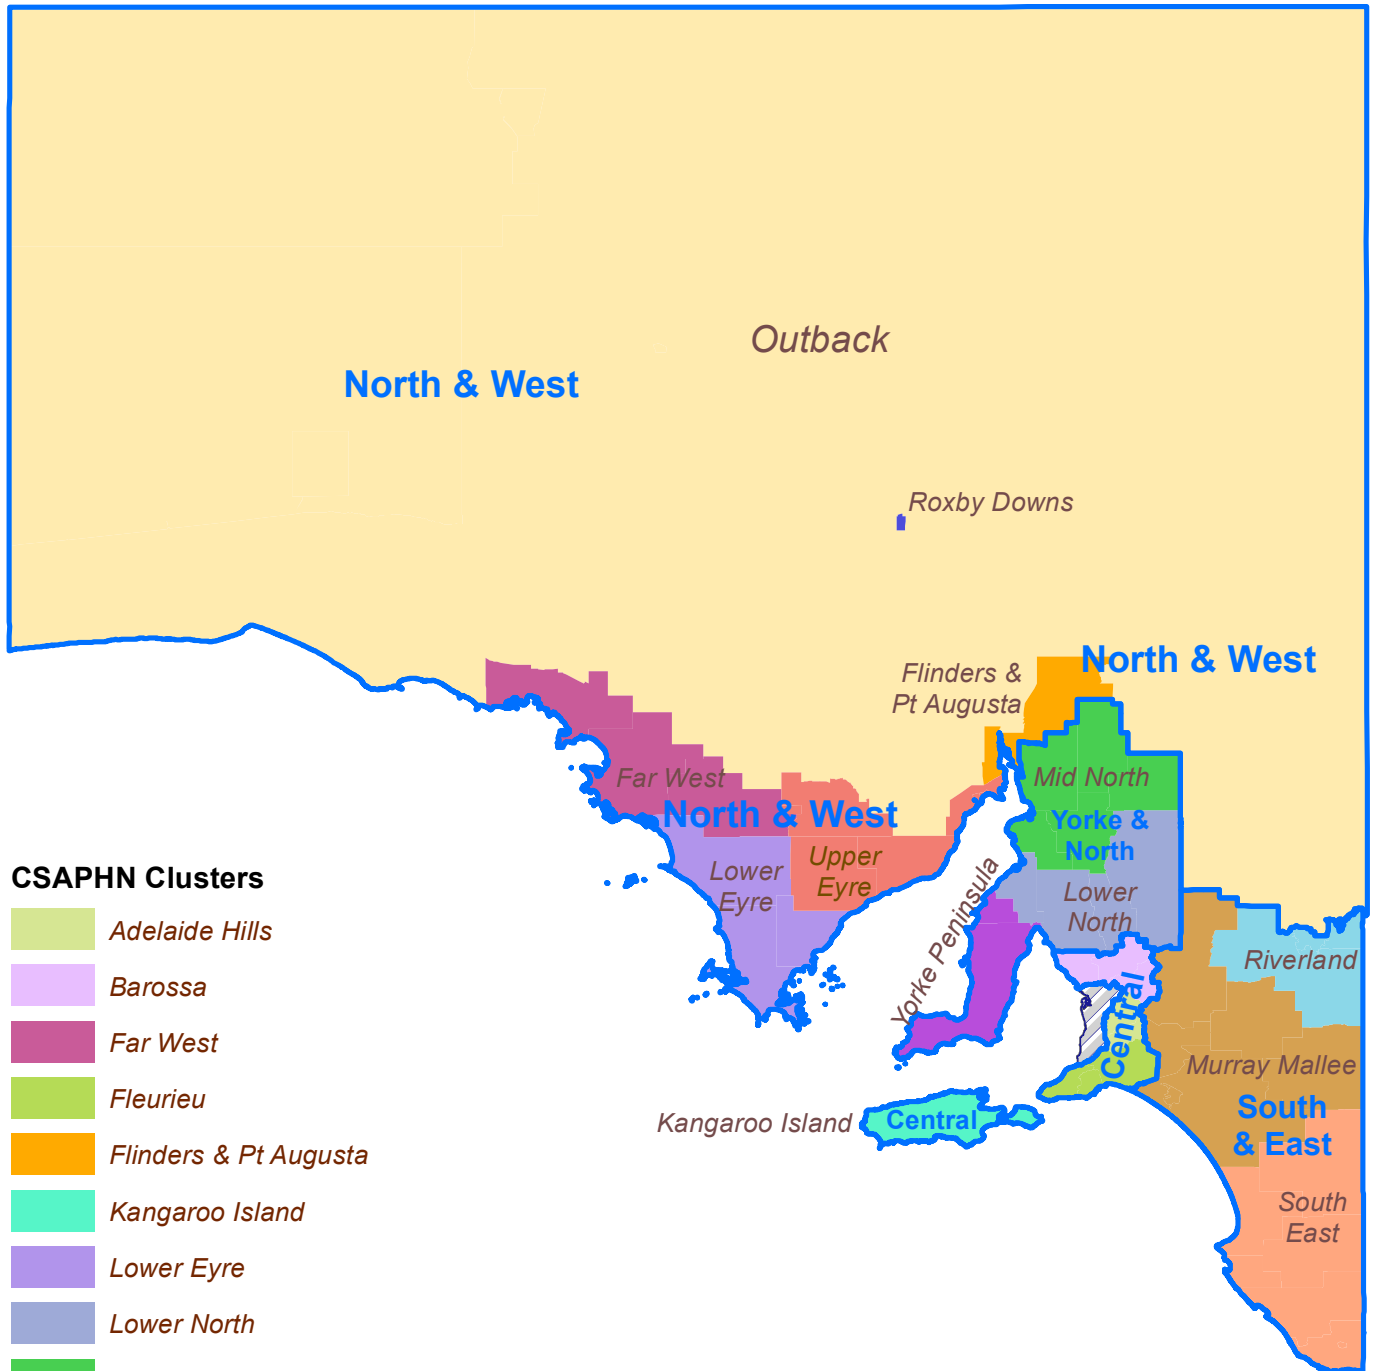 Outback
North & West
Roxby Downs
North & West
Flinders &
Pt Augusta
Far West
Mid North
North & West
Yorke &
North
Upper
Eyre
Lower
Eyre
Yorke Peninsula
Lower
North
Riverland
Central
Murray Mallee
South
& East
Kangaroo Island
Central
South
East
CSAPHN Clusters
Adelaide Hills
Barossa
Far West
Fleurieu
Flinders & Pt Augusta
Kangaroo Island
Lower Eyre
Lower North